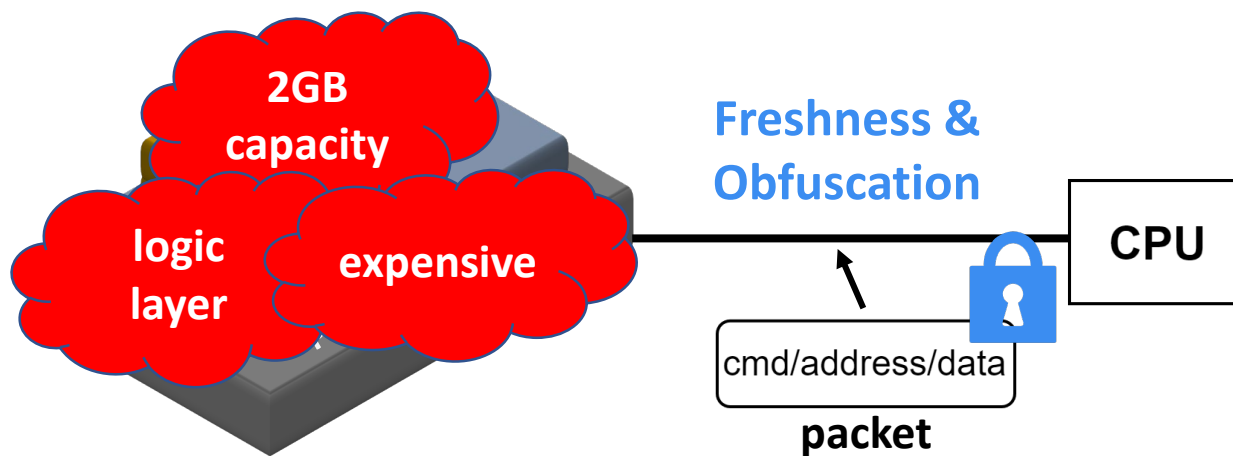 2GB
capacity
logic
layer
expensive
Freshness &
Obfuscation
CPU
cmd/address/data
packet